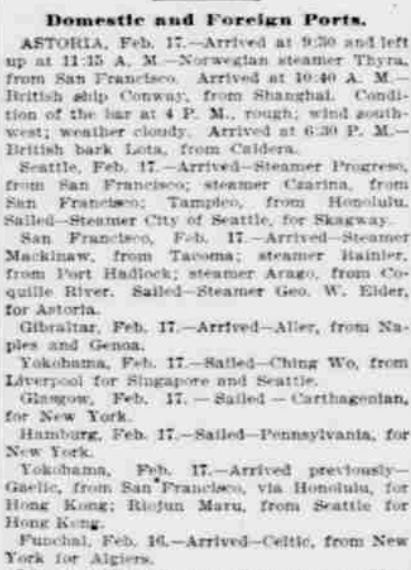 Domestic and Foreign Ports.
ASTORIA, Feb. 17.—Arrived at 9:30 and left
up at 11:15 A. M.—Norwegian steamer Thyra,
from San Francisco. Arrived at 10:40 A. M.—
British ship Conway, from Shanghai. Condi-
tion of the bar at 4 P. M., rough; wind south-
west; weather cloudy. Arrived at 6:30 P. M.—
British bark Lota, from Caldera.
Seattle, Feb. 17.—Arrived—Steamer Progreso,
from San Francisco; steamer Czarina, from
San Francisco; Tampico, from Honolulu.
Sailed—Steamer City of Seattle, for Skagway.
San Francisco, Feb. 17.—Arrived—Steamer
Mackinaw, from Tacoma; steamer Rainier,
from Port Hadlock; steamer Arago, from Co-
quille River. Sailed—Steamer Geo. W. Elder,
for Astoria.
Gibraltar, Feb. 17.—Arrived—Aller, from Na-
ples and Genoa.
Yokohama, Feb. 17.—Sailed—Ching Wo, from
Liverpool for Singapore and Seattle.
Glasgow, Feb. 17. — Sailed — Carthagenian,
for New York.
Hamburg, Feb. 17.—Sailed—Pennsylvania, for
New York.
Yokohama, Feb. 17.—Arrived previously—
Gaelic, from San Francisco, via Honolulu, for
Hong Kong; Riojun Maru, from Seattle for
Hong Kong.
Funchal, Feb. 16.—Arrived—Celtic, from New
York for Algiers.